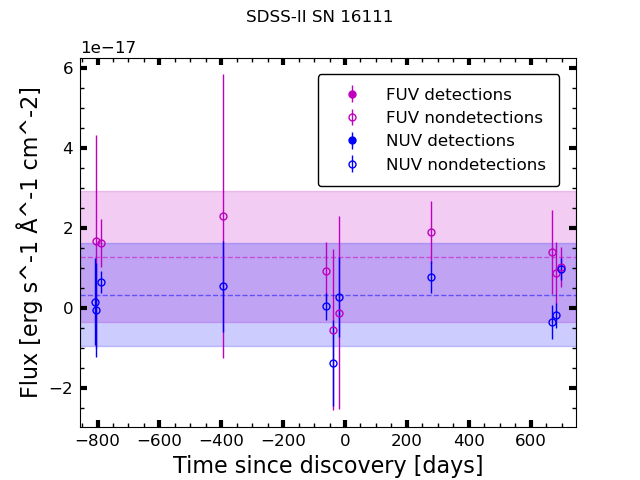 SDSS-II SN 16111
1e−17
6
4
2
0
−2
FUV detections
FUV nondetections
NUV detections
NUV nondetections
Flux [erg s^-1 Å^-1 cm^-2]
−800 −600 −400 −200 0 200 400 600
Time since discovery [days]